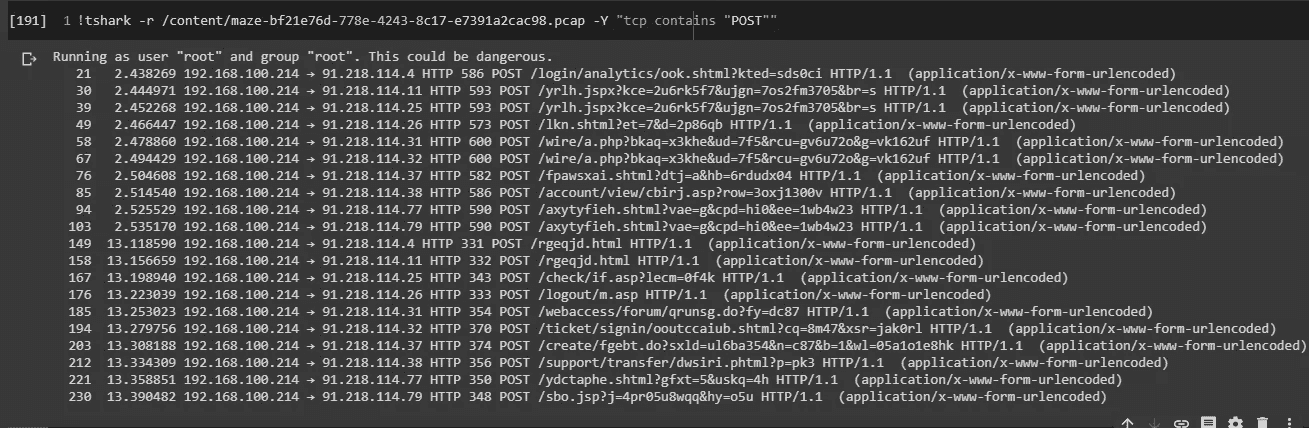 [191] 1 !tshark -r /content/maze-bf21e76d-778e-4243-8c17-e7391a2cac98.pcap -Y "tcp contains "POST""
Running as user "root" and group "root". This could be dangerous.
21 2.438269 192.168.100.214 → 91.218.114.4 HTTP 586 POST /login/analytics/ook.shtml?kted=sds0ci HTTP/1.1 (application/x-www-form-urlencoded)
30 2.444971 192.168.100.214 → 91.218.114.11 HTTP 593 POST /yrlh.jspx?kce=2u6rk5f7&ujgn=7os2fm3705&br=s HTTP/1.1 (application/x-www-form-urlencoded)
39 2.452268 192.168.100.214 → 91.218.114.25 HTTP 593 POST /yrlh.jspx?kce=2u6rk5f7&ujgn=7os2fm3705&br=s HTTP/1.1 (application/x-www-form-urlencoded)
49 2.466447 192.168.100.214 → 91.218.114.26 HTTP 573 POST /lkn.shtml?et=7&d=2p86qb HTTP/1.1 (application/x-www-form-urlencoded)
58 2.478860 192.168.100.214 → 91.218.114.31 HTTP 600 POST /wire/a.php?bkaq=x3khe&ud=7f5&rcu=gv6u72o&g=vk162uf HTTP/1.1 (application/x-www-form-urlencoded)
67 2.494429 192.168.100.214 → 91.218.114.32 HTTP 600 POST /wire/a.php?bkaq=x3khe&ud=7f5&rcu=gv6u72o&g=vk162uf HTTP/1.1 (application/x-www-form-urlencoded)
76 2.504608 192.168.100.214 → 91.218.114.37 HTTP 582 POST /fpawsxai.shtml?dtj=a&hb=6rdudx04 HTTP/1.1 (application/x-www-form-urlencoded)
85 2.514540 192.168.100.214 → 91.218.114.38 HTTP 586 POST /account/view/cbirj.asp?row=3oxj1300v HTTP/1.1 (application/x-www-form-urlencoded)
94 2.525529 192.168.100.214 → 91.218.114.77 HTTP 590 POST /axytyfieh.shtml?vae=g&cpd=hi0&ee=1wb4w23 HTTP/1.1 (application/x-www-form-urlencoded)
103 2.535170 192.168.100.214 → 91.218.114.79 HTTP 590 POST /axytyfieh.shtml?vae=g&cpd=hi0&ee=1wb4w23 HTTP/1.1 (application/x-www-form-urlencoded)
149 13.118590 192.168.100.214 → 91.218.114.4 HTTP 331 POST /rgeqjd.html HTTP/1.1 (application/x-www-form-urlencoded)
158 13.156659 192.168.100.214 → 91.218.114.11 HTTP 332 POST /rgeqjd.html HTTP/1.1 (application/x-www-form-urlencoded)
167 13.198940 192.168.100.214 → 91.218.114.25 HTTP 343 POST /check/if.asp?lecm=0f4k HTTP/1.1 (application/x-www-form-urlencoded)
176 13.223039 192.168.100.214 → 91.218.114.26 HTTP 333 POST /logout/m.asp HTTP/1.1 (application/x-www-form-urlencoded)
185 13.253023 192.168.100.214 → 91.218.114.31 HTTP 354 POST /webaccess/forum/qrunsg.do?fy=dc87 HTTP/1.1 (application/x-www-form-urlencoded)
194 13.279756 192.168.100.214 → 91.218.114.32 HTTP 370 POST /ticket/signin/ooutccaiub.shtml?cq=8m47&xsr=jak0rl HTTP/1.1 (application/x-www-form-urlencoded)
203 13.308188 192.168.100.214 → 91.218.114.37 HTTP 374 POST /create/fgebt.do?sxld=ul6ba354&n=c87&b=1&wl=05a1o1e8hk HTTP/1.1 (application/x-www-form-urlencoded)
212 13.334309 192.168.100.214 → 91.218.114.38 HTTP 356 POST /support/transfer/dwsiri.phtml?p=pk3 HTTP/1.1 (application/x-www-form-urlencoded)
221 13.358851 192.168.100.214 → 91.218.114.77 HTTP 350 POST /ydctaphe.shtml?gfxt=5&uskq=4h HTTP/1.1 (application/x-www-form-urlencoded)
230 13.390482 192.168.100.214 → 91.218.114.79 HTTP 348 POST /sbo.jsp?j=4pr05u8wqq&hy=o5u HTTP/1.1 (application/x-www-form-urlencoded)